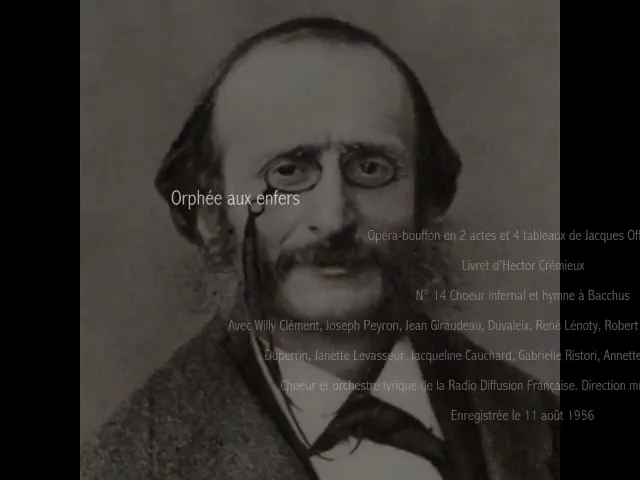 Orphée aux enfers
Opéra-bouffon en 2 actes et 4 tableaux de Jacques Off
Livret d'Hector Crémieux
N° 14 Choeur infernal et hymne à Bacchus
Avec Willy Clément, Joseph Peyron, Jean Giraudeau, Duvaleix, René Lénoty, Robert
Duperrin, Janette Levasseur Jacqueline Cauchard, Gabrielle Ristori, Annette
Choeur et orchestre lyrique de la Radio Diffusion Française. Direction m
Enregistrée le 11 août 1956